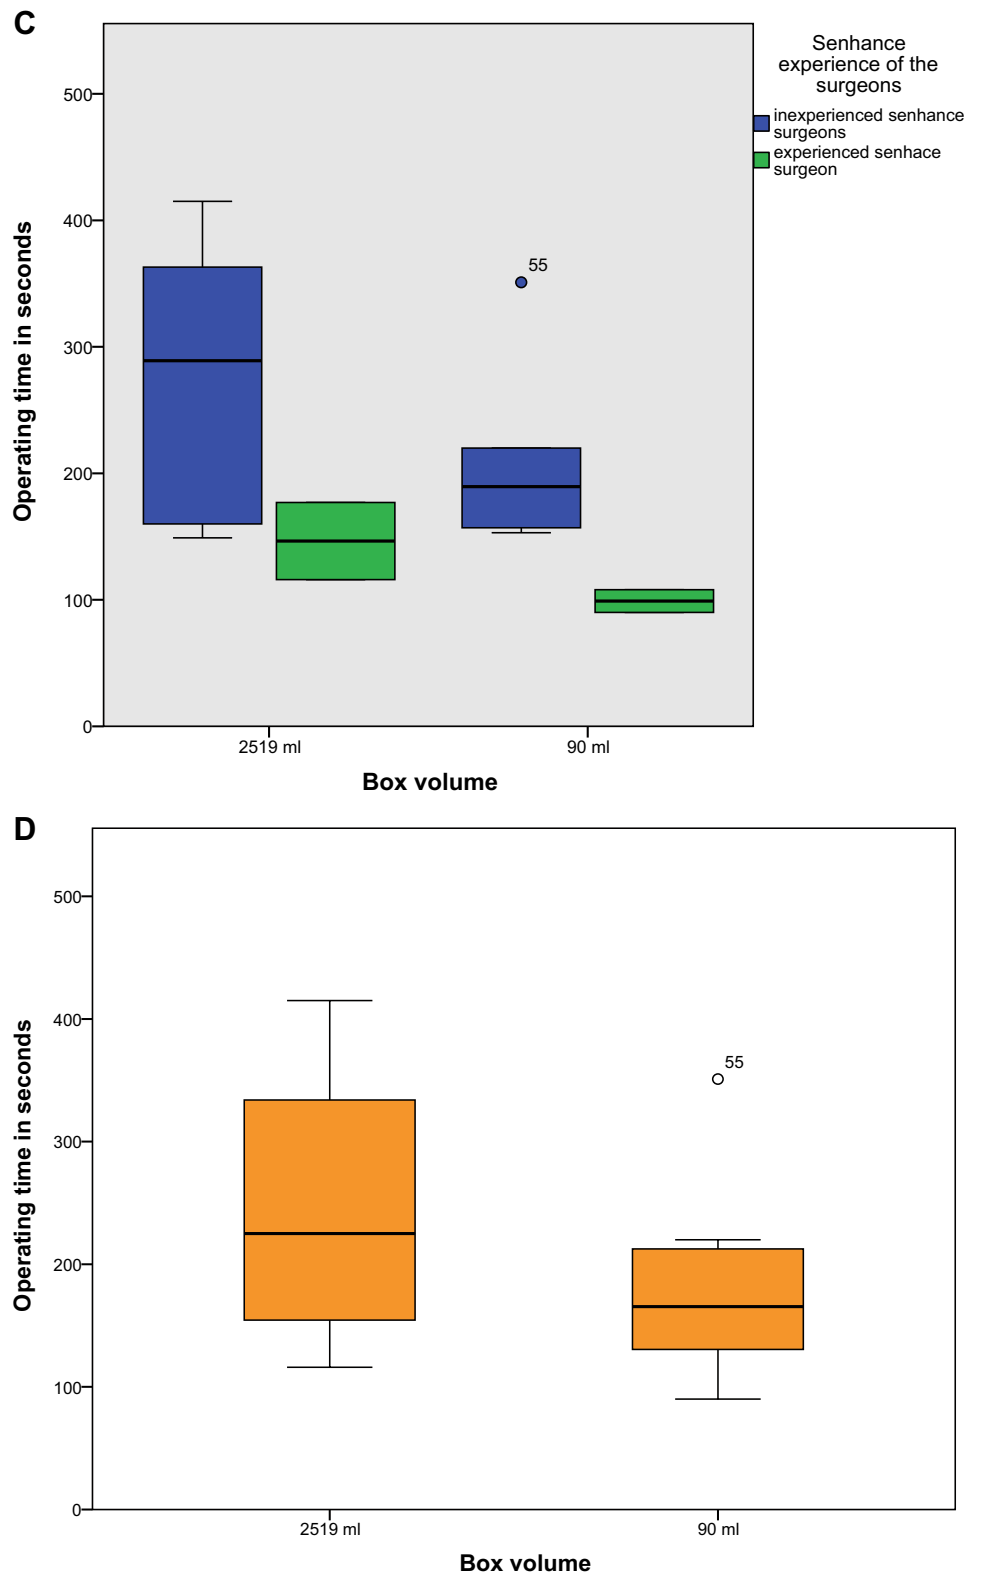 C
Senhance
experience of the
surgeons
inexperienced senhance
surgeons
experienced senhace
surgeon
500
400
300
200
100
0
55
Operating time in seconds
2519 ml
90 ml
Box volume
D
500
400
300
200
100
0
55
Operating time in seconds
2519 ml
90 ml
Box volume